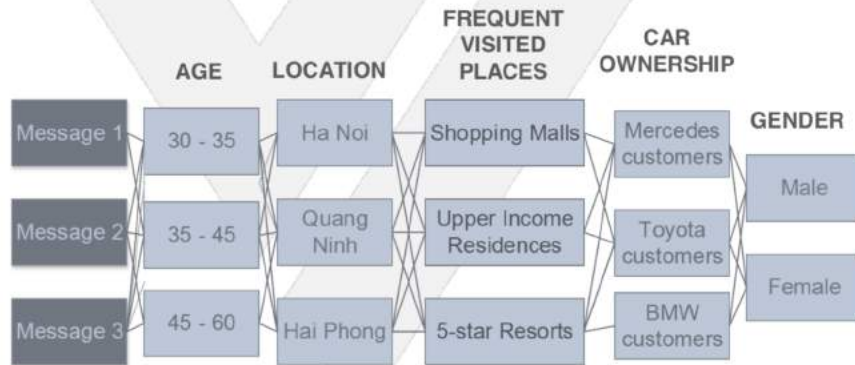 FREQUENT
VISITED
PLACES
CAR
OWNERSHIP
AGE
LOCATION
GENDER
Message 1
30 - 35
Ha Noi
Shopping Malls
Mercedes
customers
Male
Message 2
35 - 45
Quang
Ninh
Upper Income
Residences
Toyota
customers
Female
Message 3
45 - 60
Hai Phong
5-star Resorts
BMW
customers